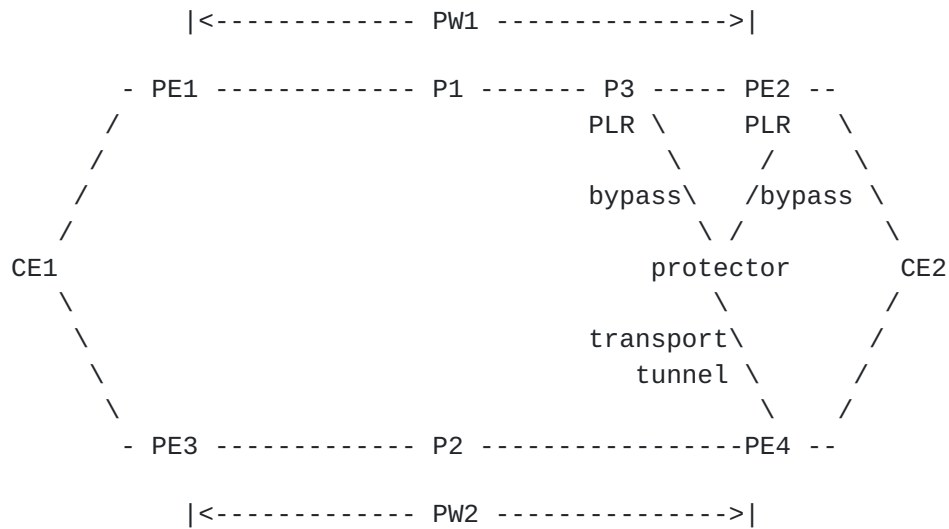 |<------------- PW1 --------------->|
- PE1 ------------- P1 ------- P3 ----- PE2 --
/ PLR \ PLR \
/ \ / \
/ bypass\ /bypass \
/ \ / \
CE1 protector CE2
\ \ /
\ transport\ /
\ tunnel \ /
\ \ /
- PE3 ------------- P2 -----------------PE4 --
|<------------- PW2 --------------->|